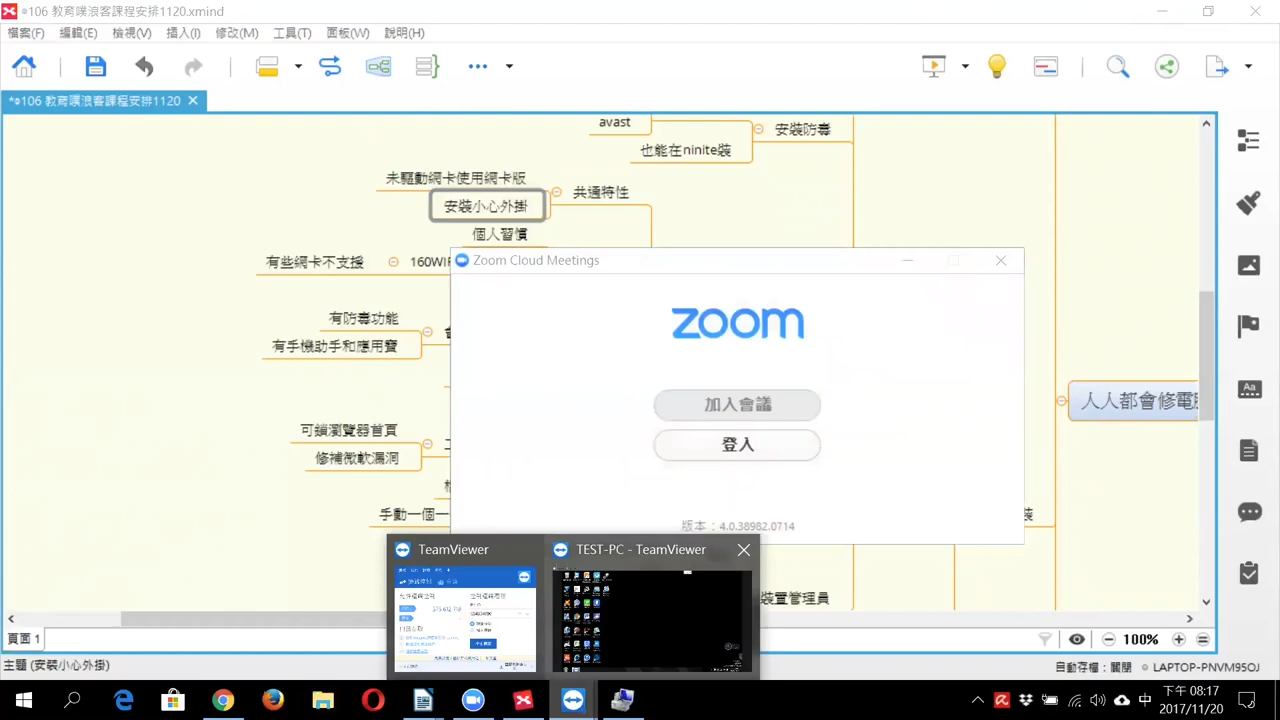 *106 教育噗浪客課程安排1120.xmind
檔案(F) 編輯(E) 檢視(V) 插入(I) 修改(M) 工具(T) 面板(W) 說明(H)
*106 教育噗浪客課程安排1120
avast
安裝防毒
也能在ninite裝
未驅動網卡使用網卡版
共通特性
安裝小心外掛
個人習慣
有些網卡不支援
160WIF
有防毒功能
有手機助手和應用寶
人人都會修電腦
可鎖瀏覽器首頁
修補微軟漏洞
手動一個一
裝
裝置管理員
Zoom Cloud Meetings
zoom
加入會議
登入
版本：4.0.38982.0714
TeamViewer
TEST-PC - TeamViewer
頁面 1
100%
主題 (安裝小心外掛)
自動存檔：關閉
LAPTOP-PNVM95OJ
中
下午 08:17
2017/11/20